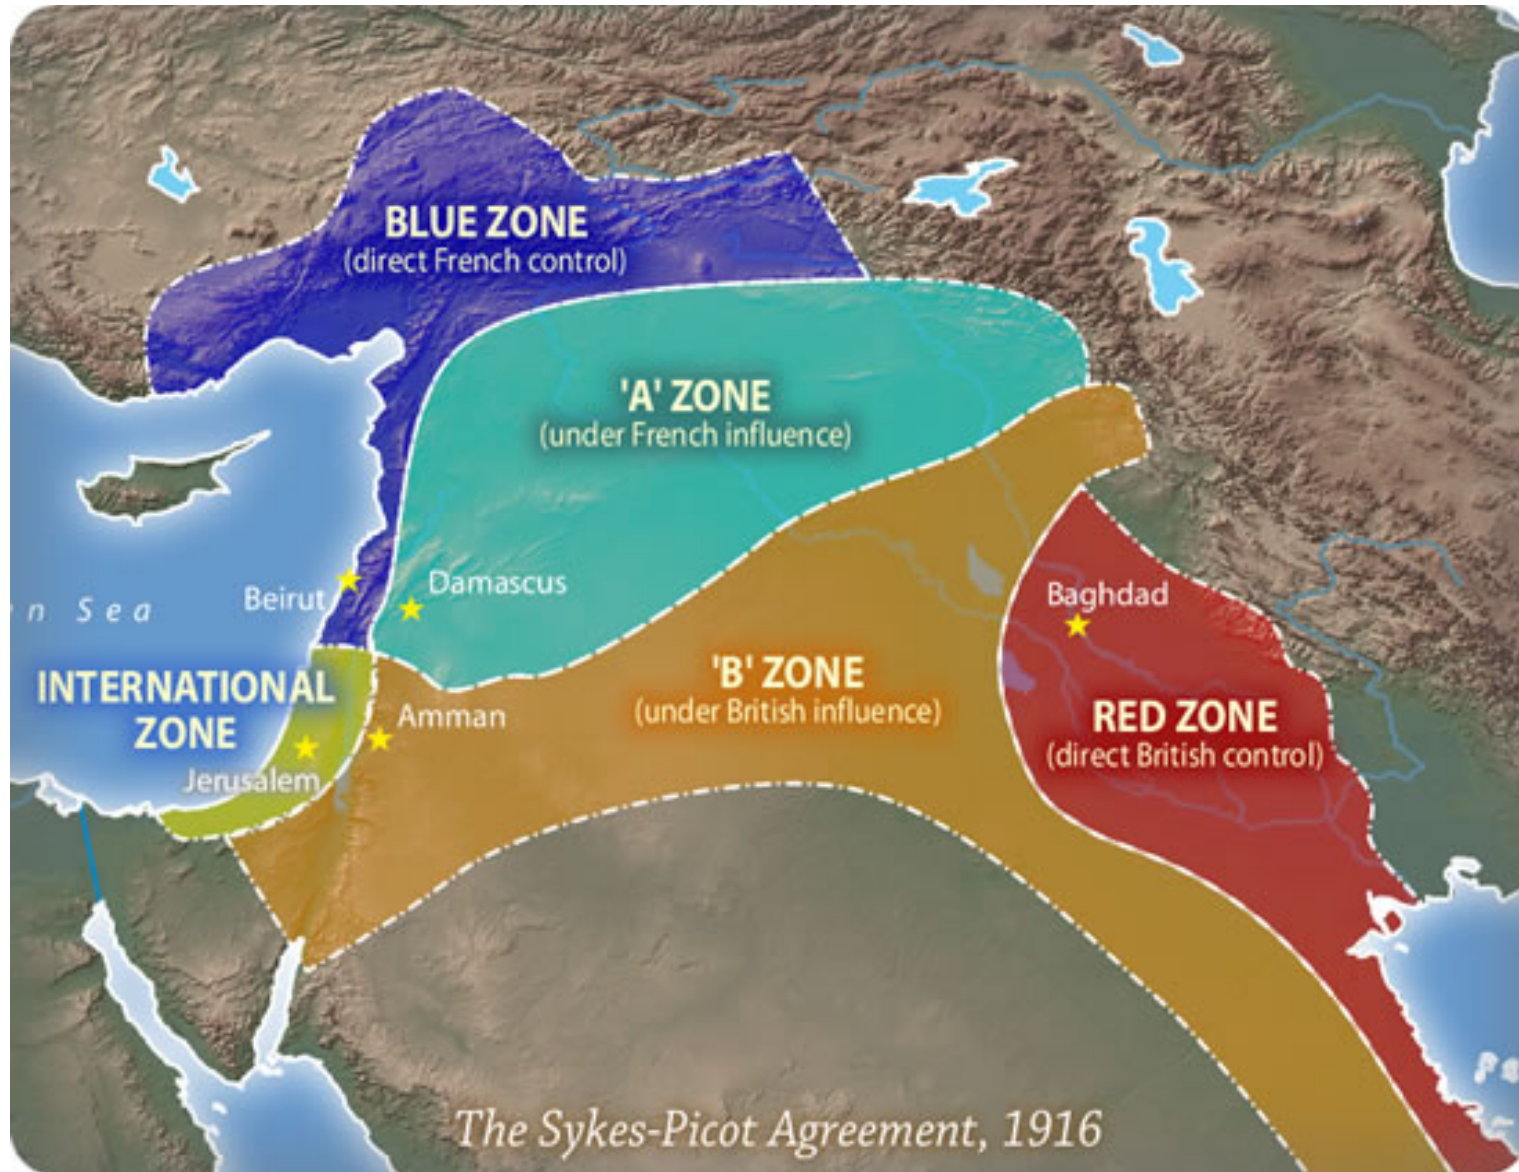 BLUE ZONE
(direct French control)
'A' ZONE
(under French influence)
Beirut
Damascus
Baghdad
n Sea
INTERNATIONAL
ZONE
'B' ZONE
(under British influence)
Amman
RED ZONE
(direct British control)
Jerusalem
The Sykes-Picot Agreement, 1916